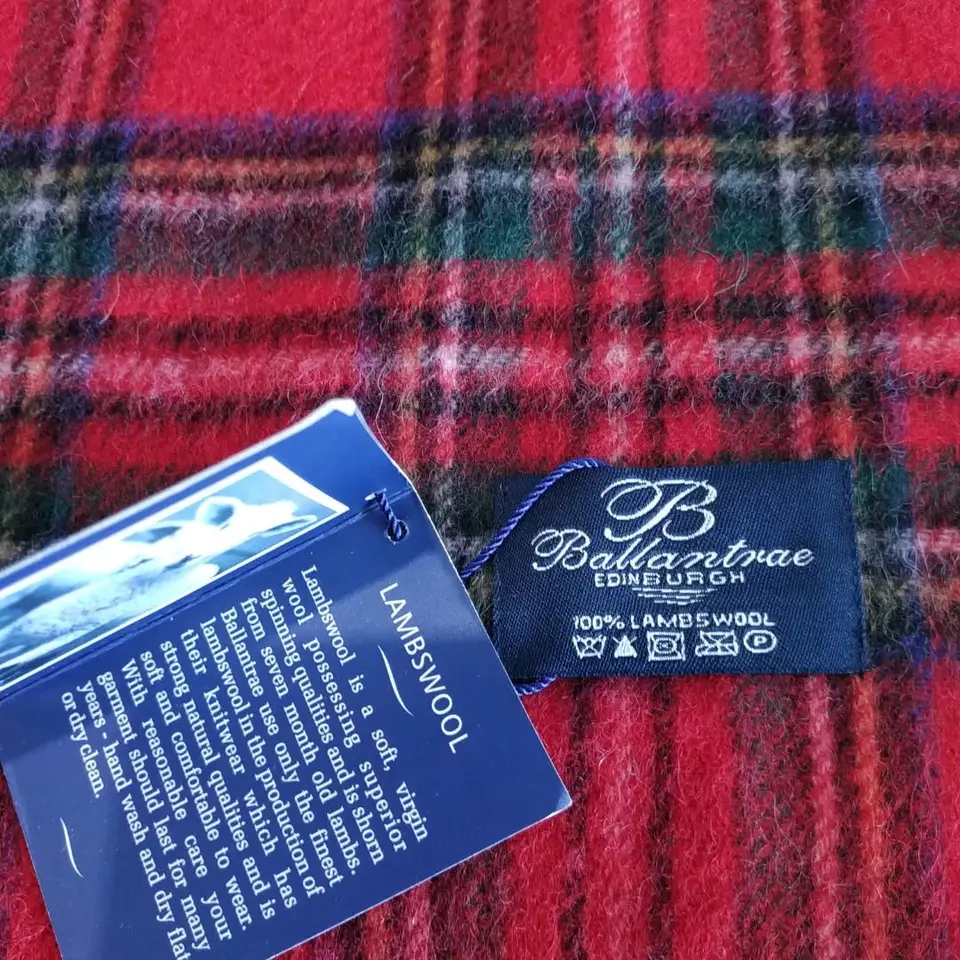 LAMBSWOOL
Lambswool is a soft, virgin
wool possessing superior
spinning qualities and is shorn
from seven month old lambs.
Ballantrae use only the finest
lambswool in the production of
their knitwear which has
strong natural qualities and is
soft and comfortable to wear.
With reasonable care your
garment should last for many
years - hand wash and dry flat
or dry clean.
B
Ballantrae
EDINBURGH
100% LAMBSWOOL
P